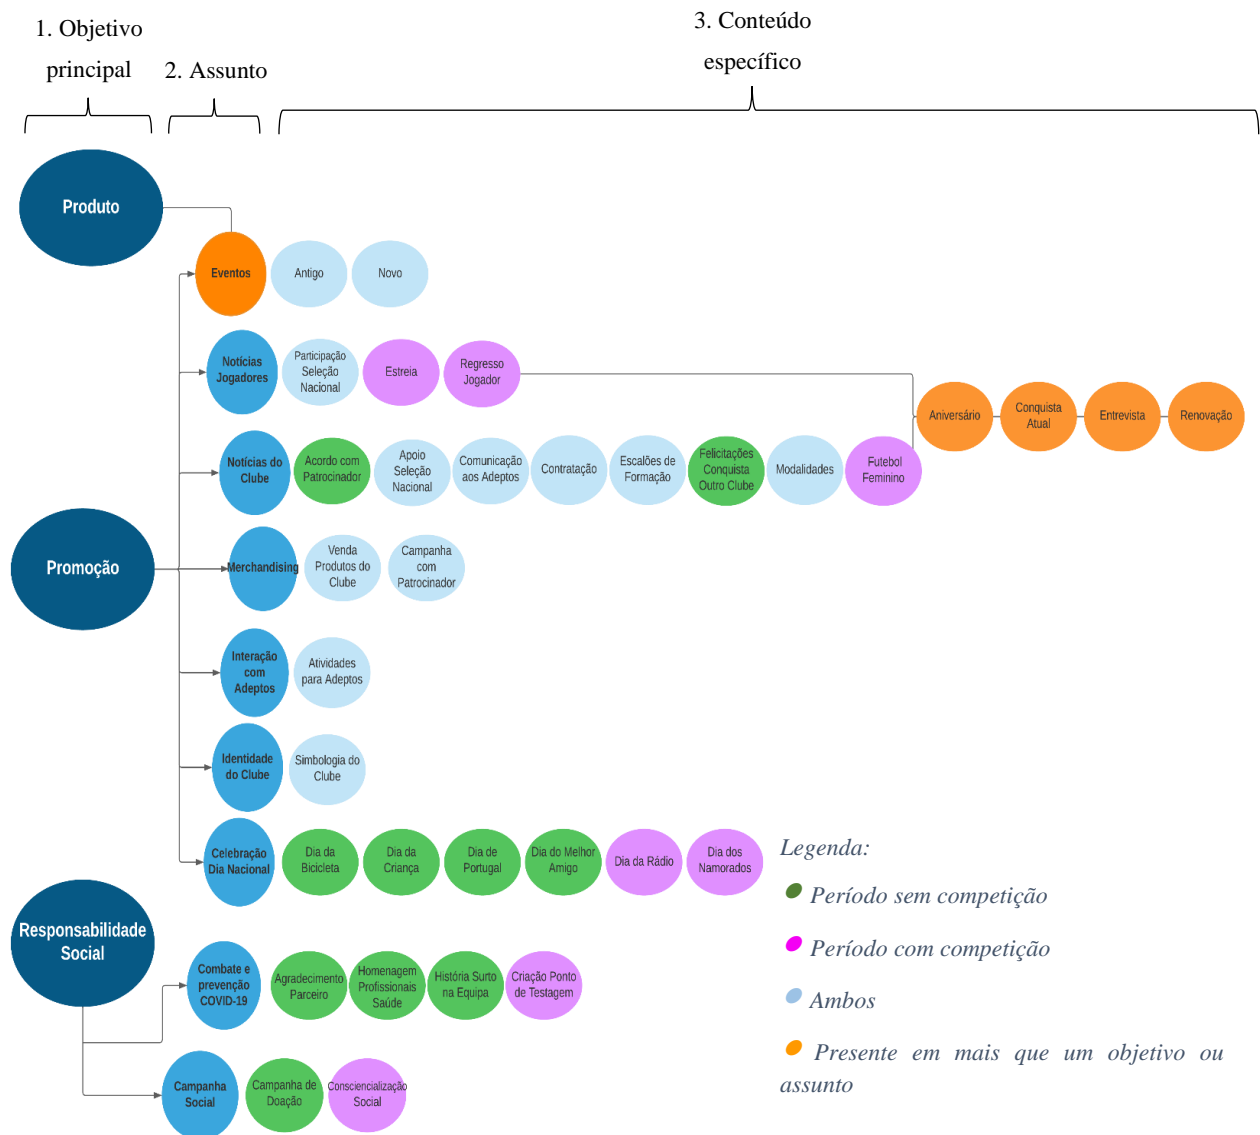 1. Objetivo
principal
2. Assunto
3. Conteúdo
específico
Produto
Eventos
Antigo
Novo
Notícias
Jogadores
Participação
Seleção
Nacional
Estreia
Regresso
Jogador
Aniversário
Conquista
Atual
Entrevista
Renovação
Notícias do
Clube
Acordo com
Patrocinador
Apoio
Seleção
Nacional
Comunicação
aos Adeptos
Contratação
Escalões de
Formação
Felicitações
Conquista
Outro Clube
Modalidades
Futebol
Feminino
Promoção
Merchandising
Venda
Produtos do
Clube
Campanha
com
Patrocinador
Interação
com
Adeptos
Atividades
para Adeptos
Identidade
do Clube
Simbologia do
Clube
Celebração
Dia Nacional
Dia da
Bicicleta
Dia da
Criança
Dia de
Portugal
Dia do Melhor
Amigo
Dia da Rádio
Dia dos
Namorados
Responsabilidade
Social
Combate e
prevenção
COVID-19
Agradecimento
Parceiro
Homenagem
Profissionais
Saúde
História Surto
na Equipa
Criação Ponto
de Testagem
Campanha
Social
Campanha de
Doação
Consciencialização
Social
Legenda:
Período sem competição
Período com competição
Ambos
Presente em mais que um objetivo ou
assunto